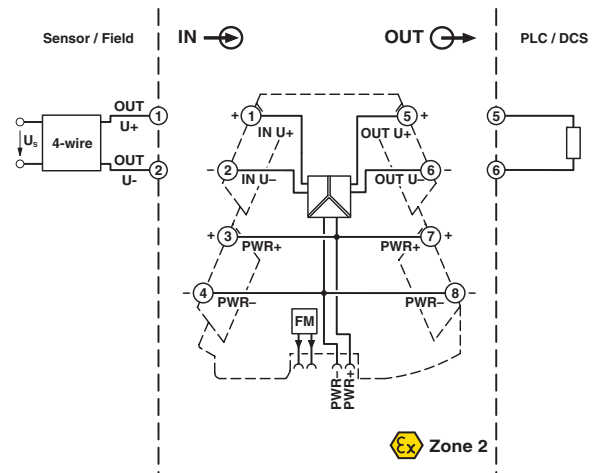 Sensor / Field
IN
OUT
PLC / DCS
OUT
U+
1
+ 1
5 +
5
IN U+
OUT U+
Us
4-wire
OUT
U-
2
– 2
6 –
6
IN U–
OUT U–
+ 3
7 +
PWR+
PWR+
– 4
8 –
PWR–
PWR–
FM
PWR–
PWR+
Ex Zone 2